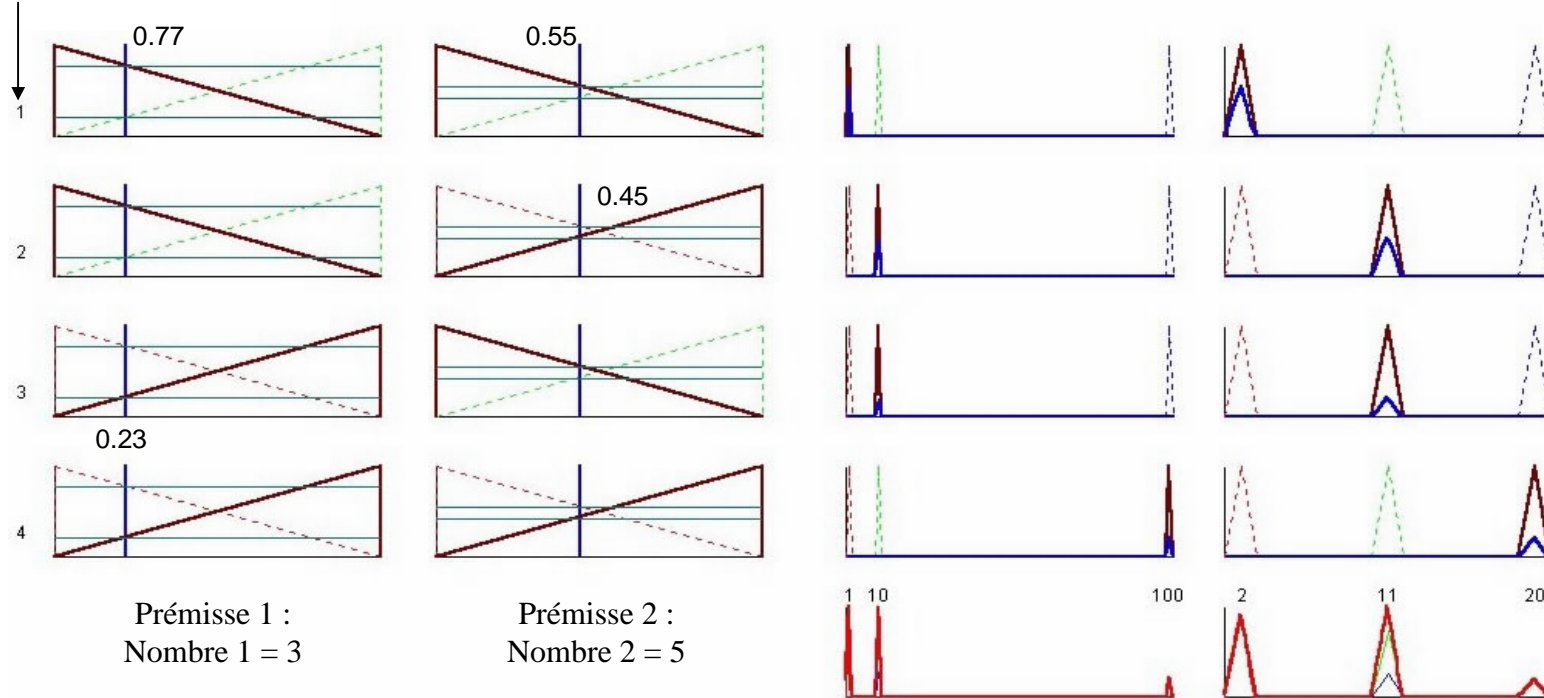 0.77
0.55
1
0.45
2
3
0.23
4
1 10 100 2 11 20
Prémisse 1 :
Nombre 1 = 3
Prémisse 2 :
Nombre 2 = 5